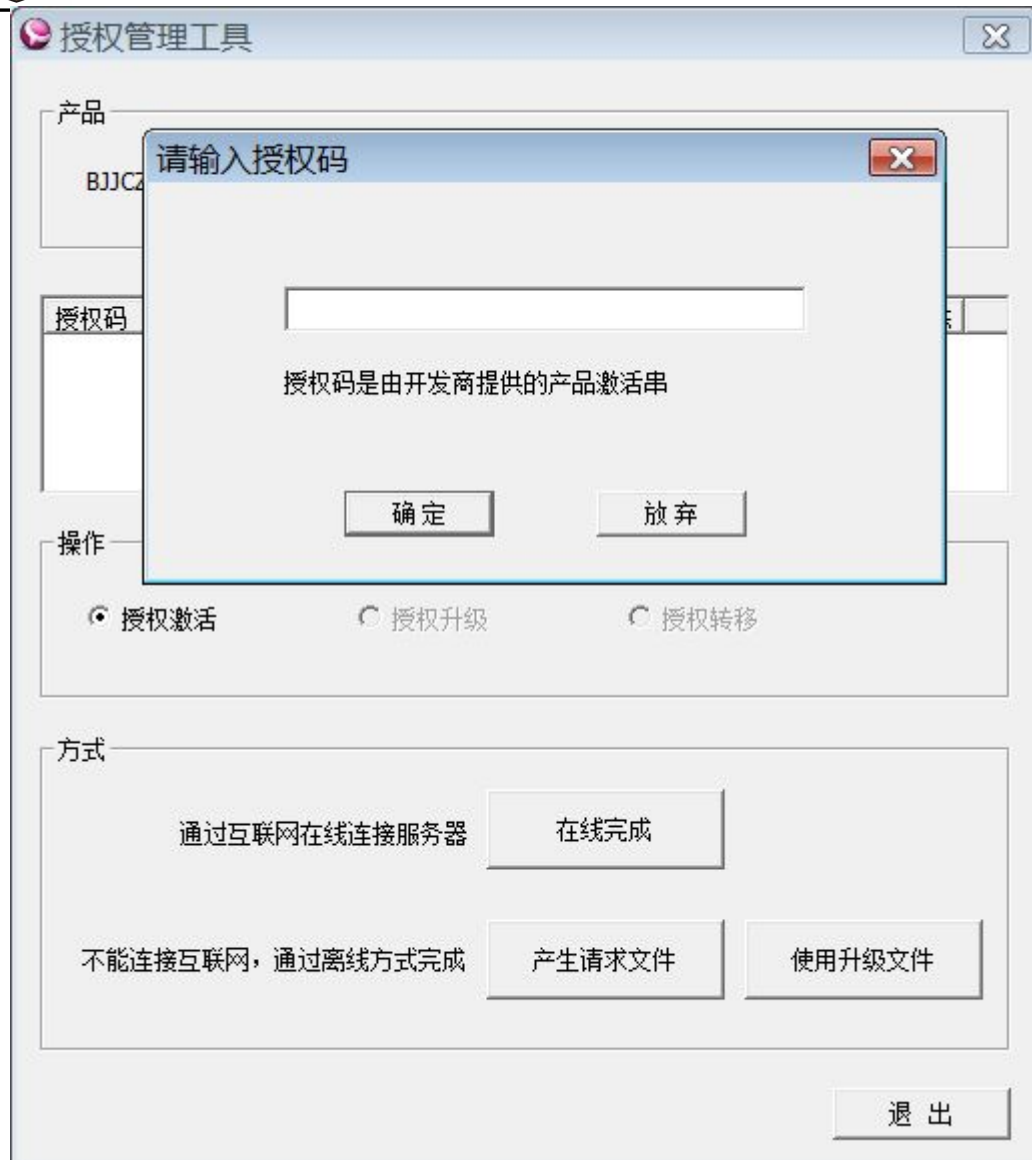 授权管理工具
产品
请输入授权码
BJJCZ
授权码
授权码是由开发商提供的产品激活串
确定 放弃
操作
授权激活 授权升级 授权转移
方式
通过互联网在线连接服务器 在线完成
不能连接互联网，通过离线方式完成 产生请求文件 使用升级文件
退出